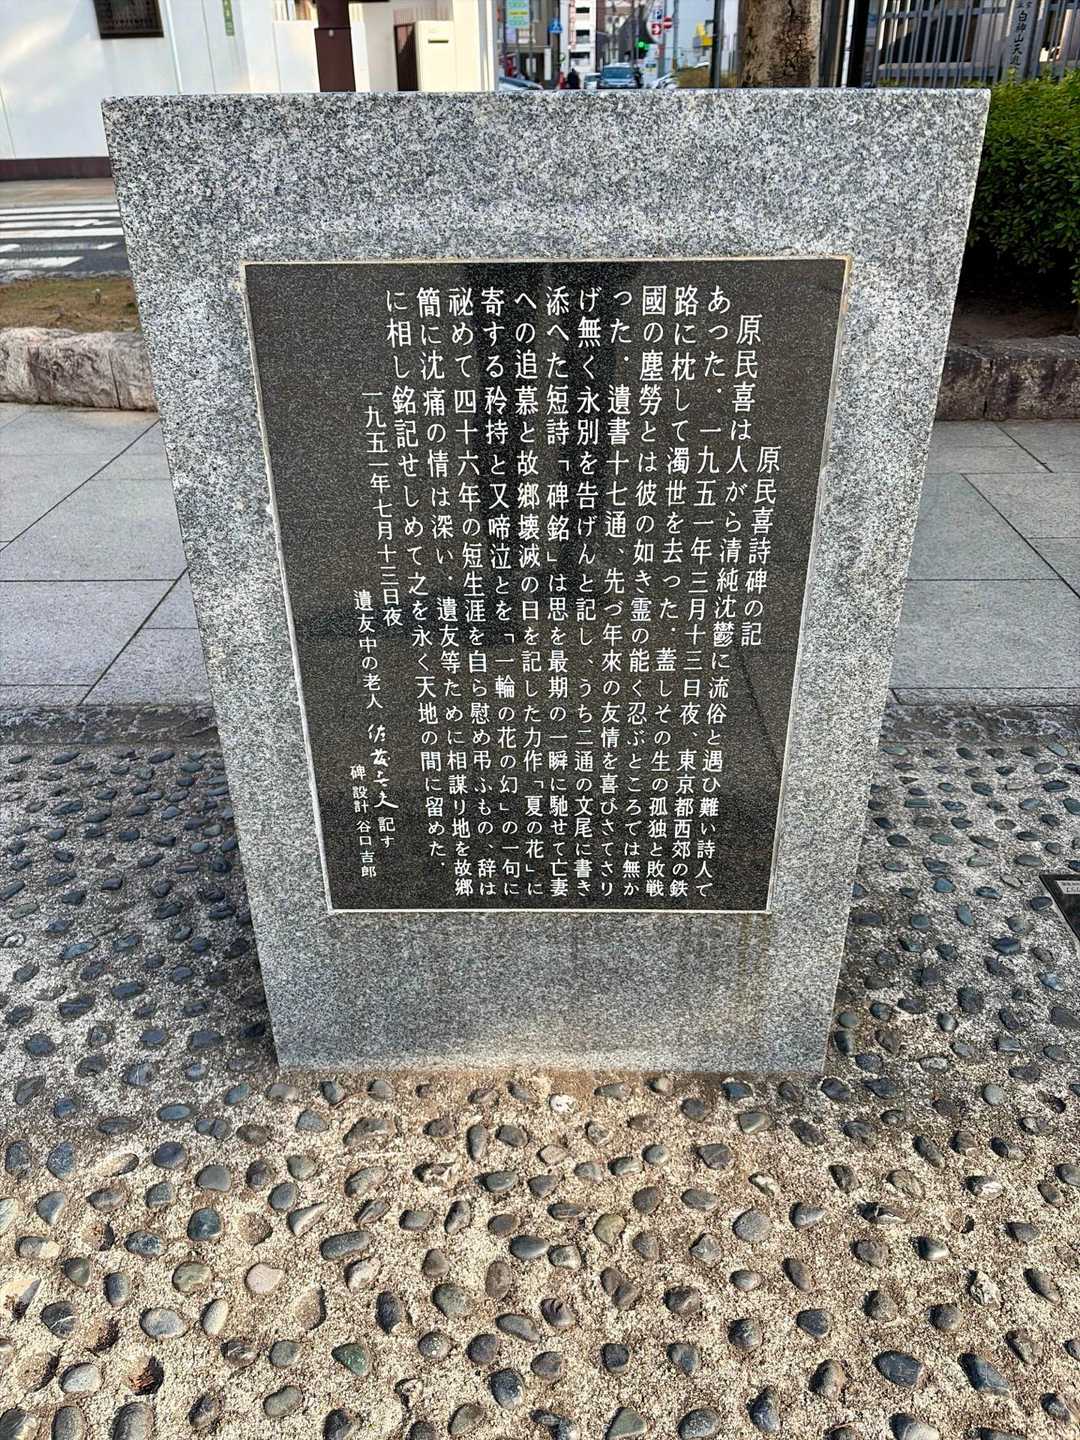 原民喜詩碑の記
原民喜は人がら清純沈鬱に流俗と遇ひ難い詩人で
あった．一九五一年三月十三日夜、東京都西郊の鉄
路に枕して濁世を去った．蓋しその生の孤独と敗戦
國の塵勞とは彼の如き霊の能く忍ぶところでは無か
った．遺書十七通、先づ年來の友情を喜びさてさり
げ無く永別を告げんと記し、うち二通の文尾に書き
添へた短詩「碑銘」は思を最期の一瞬に馳せて亡妻
への追慕と故鄉壊滅の日を記した力作「夏の花」に
寄する矜持と又啼泣とを「一輪の花の幻」の一句に
祕めて四十六年の短生涯を自ら慰め弔ふもの、辞は
簡に沈痛の情は深い．遺友等ために相謀り地を故鄉
に相し銘記せしめて之を永く天地の間に留めた．
一九五一年七月十三日夜
遺友中の老人 佐藤春夫 記す
碑 設計 谷口吉郎